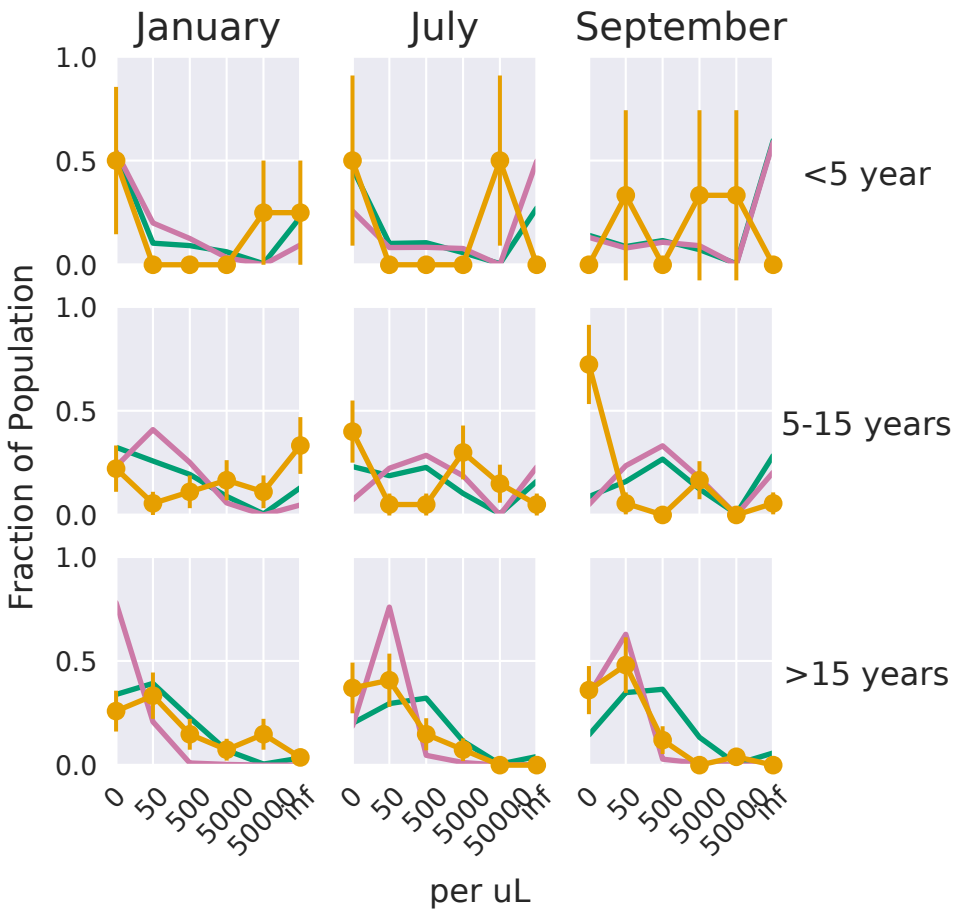 January July September
1.0
0.5
0.0
<5 year
1.0
0.5
0.0
5-15 years
1.0
0.5
0.0
>15 years
Fraction of Population
0 50 500 5000 50000 inf 0 50 500 5000 50000 inf 0 50 500 5000 50000 inf
per uL